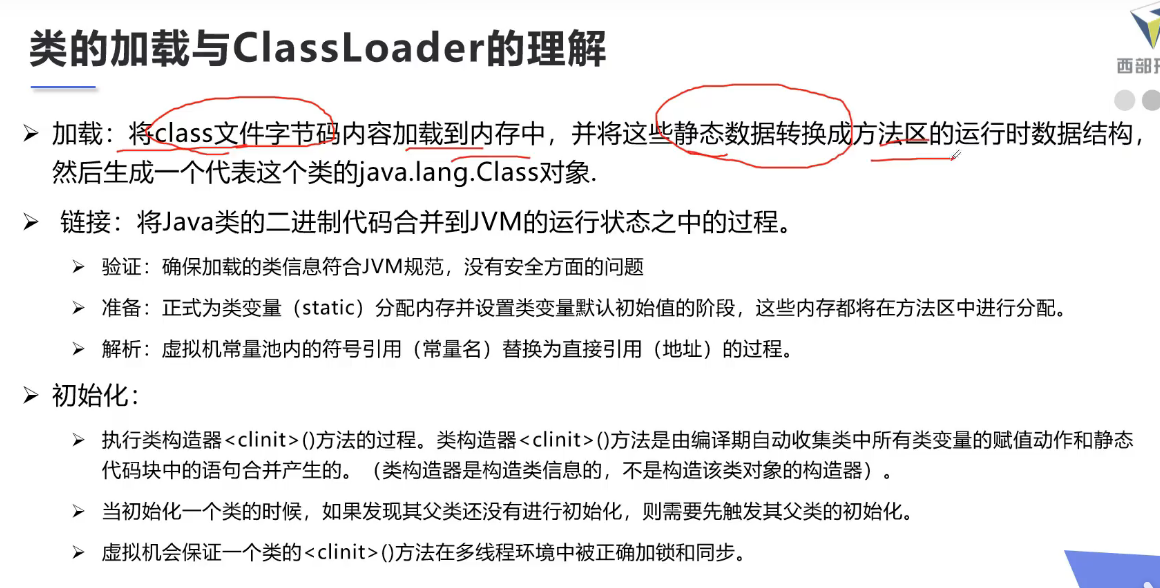 类的加载与ClassLoader的理解
西部开
➢ 加载：将class文件字节码内容加载到内存中，并将这些静态数据转换成方法区的运行时数据结构，
然后生成一个代表这个类的java.lang.Class对象.
➢ 链接：将Java类的二进制代码合并到JVM的运行状态之中的过程。
➢ 验证：确保加载的类信息符合JVM规范，没有安全方面的问题
➢ 准备：正式为类变量（static）分配内存并设置类变量默认初始值的阶段，这些内存都将在方法区中进行分配。
➢ 解析：虚拟机常量池内的符号引用（常量名）替换为直接引用（地址）的过程。
➢ 初始化：
➢ 执行类构造器<clinit>()方法的过程。类构造器<clinit>()方法是由编译期自动收集类中所有类变量的赋值动作和静态
代码块中的语句合并产生的。（类构造器是构造类信息的，不是构造该类对象的构造器）。
➢ 当初始化一个类的时候，如果发现其父类还没有进行初始化，则需要先触发其父类的初始化。
➢ 虚拟机会保证一个类的<clinit>()方法在多线程环境中被正确加锁和同步。